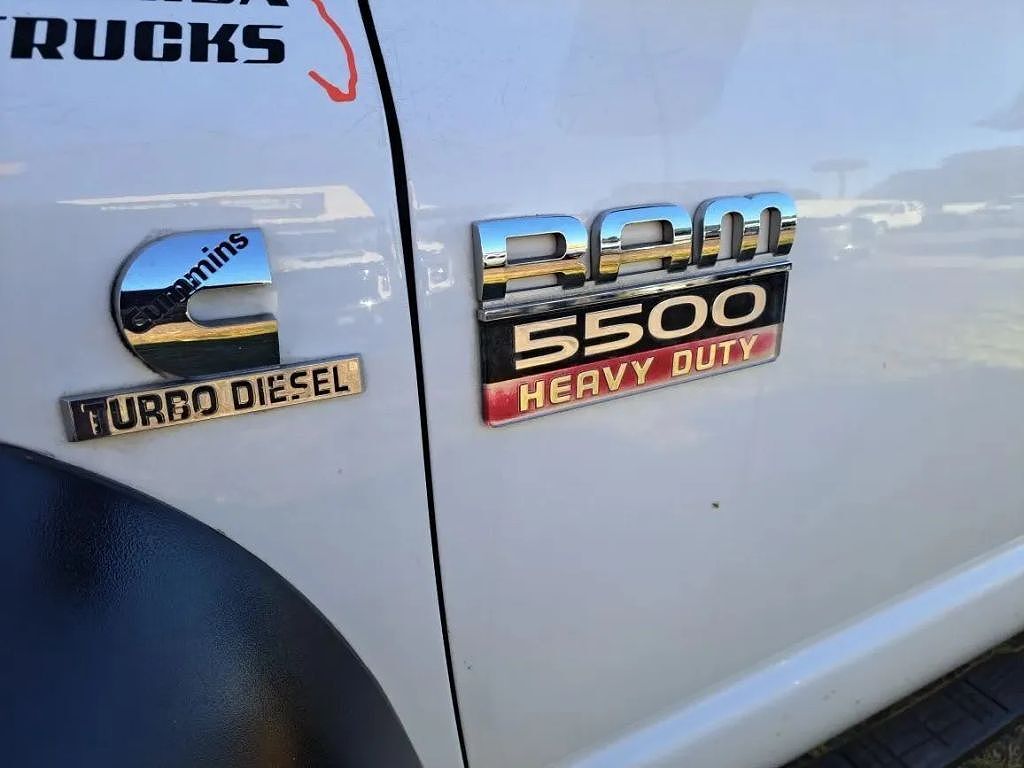 TRUCKS
cummins
TURBO DIESEL
RAM
5500
HEAVY DUTY